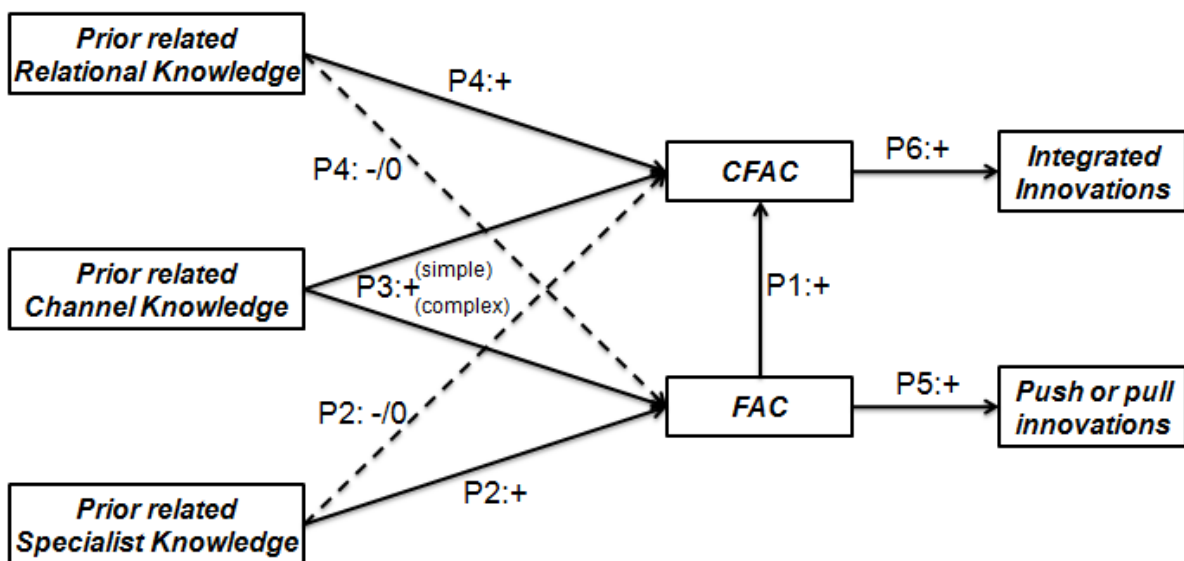 Prior related
Relational Knowledge
P4:+
P4: -/0
CFAC
P6:+
Integrated
Innovations
Prior related
Channel Knowledge
P3:+
(simple)
(complex)
P1:+
P2: -/0
FAC
P5:+
Push or pull
innovations
P2:+
Prior related
Specialist Knowledge